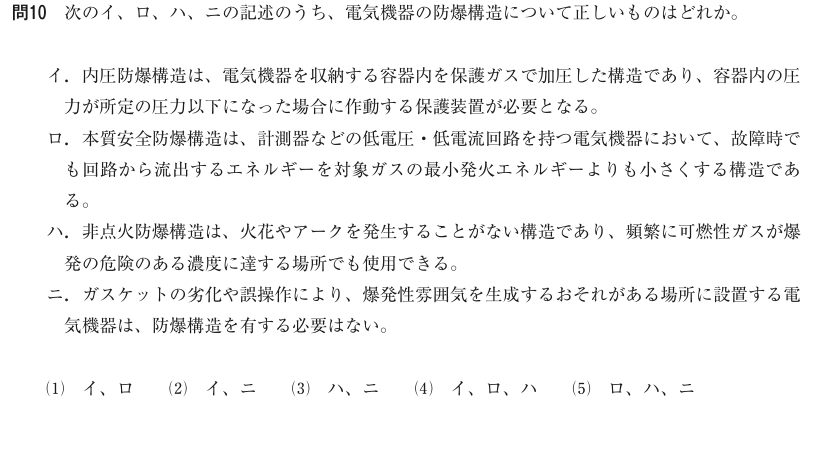 問10 次のイ、ロ、ハ、ニの記述のうち、電気機器の防爆構造について正しいものはどれか。
イ．内圧防爆構造は、電気機器を収納する容器内を保護ガスで加圧した構造であり、容器内の圧
力が所定の圧力以下になった場合に作動する保護装置が必要となる。
ロ．本質安全防爆構造は、計測器などの低電圧・低電流回路を持つ電気機器において、故障時で
も回路から流出するエネルギーを対象ガスの最小発火エネルギーよりも小さくする構造であ
る。
ハ．非点火防爆構造は、火花やアークを発生することがない構造であり、頻繁に可燃性ガスが爆
発の危険のある濃度に達する場所でも使用できる。
ニ．ガスケットの劣化や誤操作により、爆発性雰囲気を生成するおそれがある場所に設置する電
気機器は、防爆構造を有する必要はない。
(1) イ、ロ (2) イ、ニ (3) ハ、ニ (4) イ、ロ、ハ (5) ロ、ハ、ニ